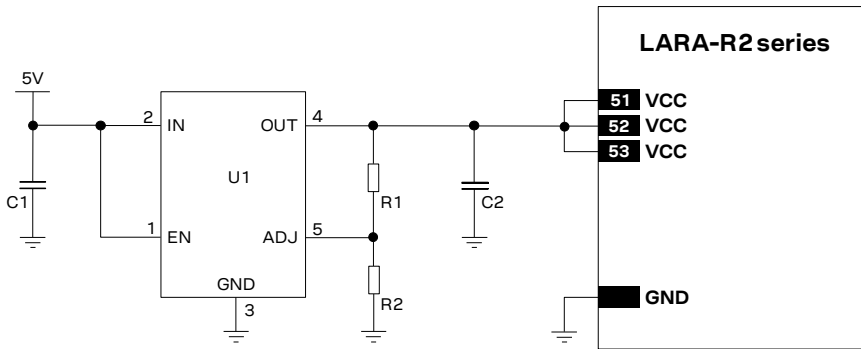 LARA-R2 series
5V
51 VCC
2 IN
OUT 4
52 VCC
53 VCC
U1
C1
R1
C2
1 EN
ADJ 5
GND
3
R2
GND